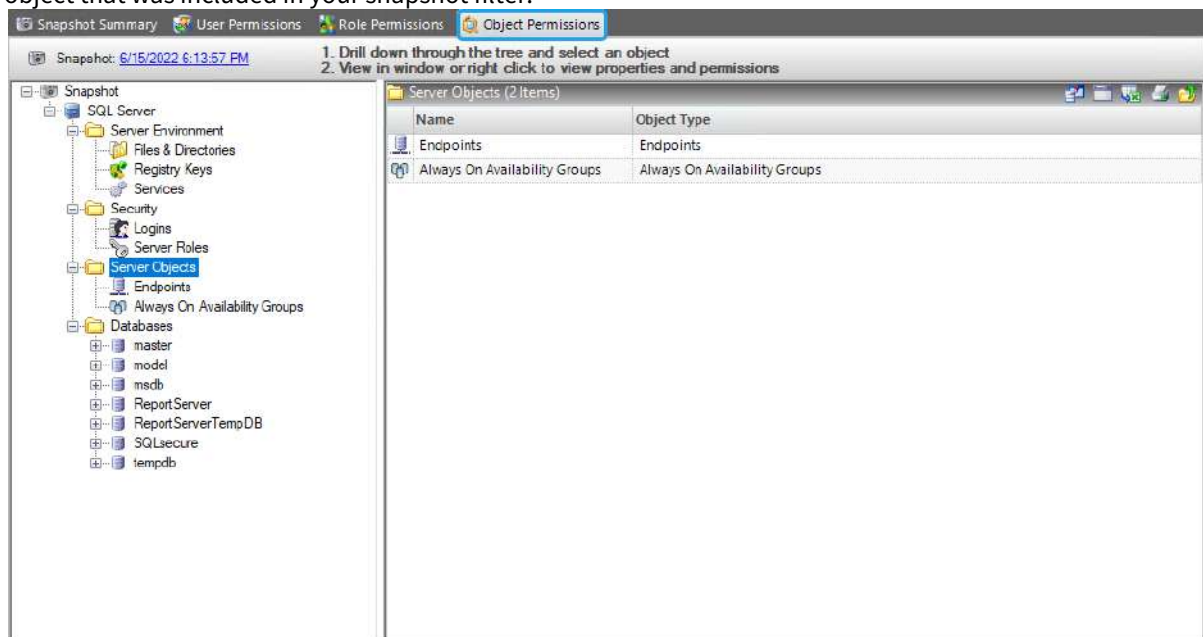 object that was included in your snapshot filter.
Snapshot Summary User Permissions Role Permissions Object Permissions
Snapshot: 6/15/2022 6:13:57 PM
1. Drill down through the tree and select an object
2. View in window or right click to view properties and permissions
Snapshot
SQL Server
Server Environment
Files & Directories
Registry Keys
Services
Security
Logins
Server Roles
Server Objects
Endpoints
Always On Availability Groups
Databases
master
model
msdb
ReportServer
ReportServerTempDB
SQLsecure
tempdb
Server Objects (2 Items)
Name Object Type
Endpoints Endpoints
Always On Availability Groups Always On Availability Groups